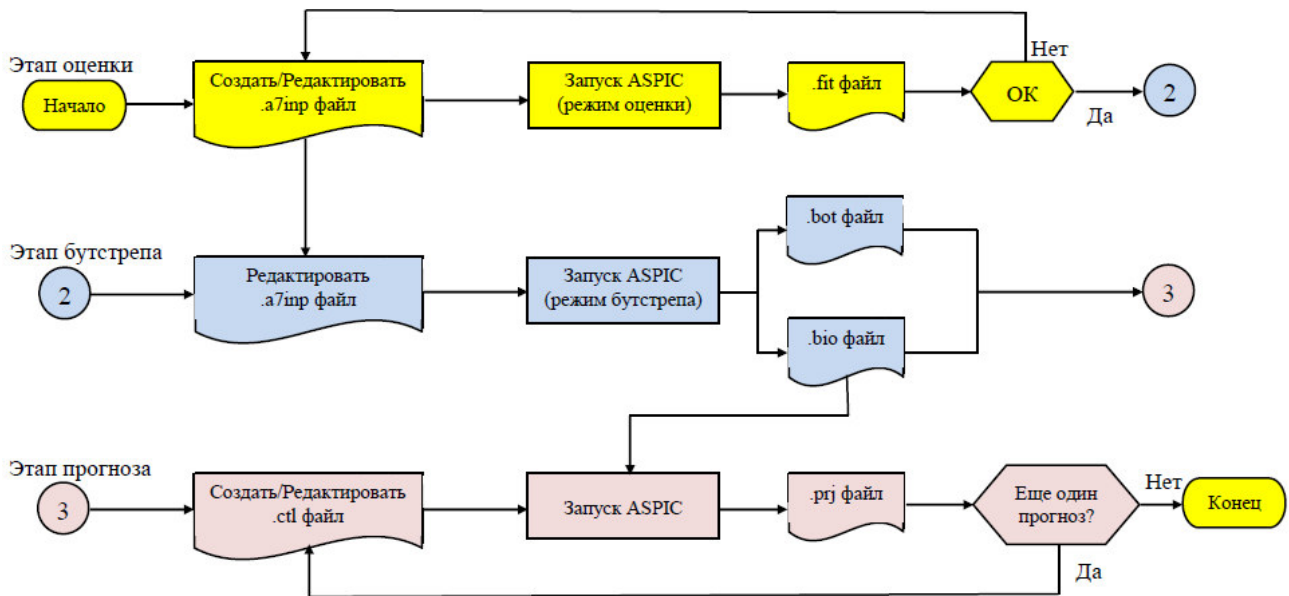 Этап оценки
Начало
Создать/Редактировать
.a7inp файл
Запуск ASPIC
(режим оценки)
.fit файл
ОК
Нет
Да
2
Этап бутстрепа
2
Редактировать
.a7inp файл
Запуск ASPIC
(режим бутстрепа)
.bot файл
.bio файл
3
Этап прогноза
3
Создать/Редактировать
.ctl файл
Запуск ASPIC
.prj файл
Еще один
прогноз?
Нет
Да
Конец